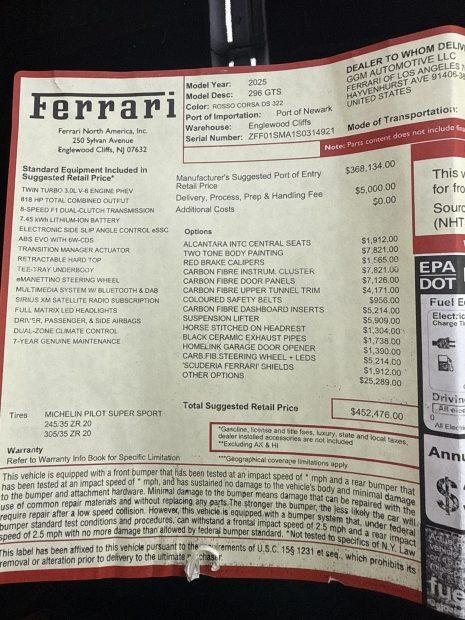 Ferrari
Ferrari North America, Inc.
250 Sylvan Avenue
Englewood Cliffs, NJ 07632
Model Year: 2025
Model Desc: 296 GTS
Color: ROSSO CORSA DS 322
Port of Importation: Port of Newark
Warehouse: Englewood Cliffs
Serial Number: ZFF01SMA1S0314921
DEALER TO WHOM DELIV
GGM AUTOMOTIVE LLC
FERRARI OF LOS ANGELES
HAYVENHURST AVE 91406-38
UNITED STATES
Mode of Transportation:
Note: Parts content does not include fina
Standard Equipment Included in
Suggested Retail Price*
TWIN TURBO 3.0L V-6 ENGINE PHEV
818 HP TOTAL COMBINED OUTPUT
8-SPEED F1 DUAL-CLUTCH TRANSMISSION
7.45 kWh LITHIUM-ION BATTERY
ELECTRONIC SIDE SLIP ANGLE CONTROL eSSC
ABS EVO WITH 6W-CDS
TRANSITION MANAGER ACTUATOR
RETRACTABLE HARD TOP
TEE-TRAY UNDERBODY
eMANETTINO STEERING WHEEL
MULTIMEDIA SYSTEM W/ BLUETOOTH & DAB
SIRIUS XM SATELLITE RADIO SUBSCRIPTION
FULL MATRIX LED HEADLIGHTS
DRIVER, PASSENGER, & SIDE AIRBAGS
DUAL-ZONE CLIMATE CONTROL
7-YEAR GENUINE MAINTENANCE
Manufacturer's Suggested Port of Entry
Retail Price $368,134.00
Delivery, Process, Prep & Handling Fee $5,000.00
Additional Costs $0.00
Options
ALCANTARA INTC CENTRAL SEATS $1,912.00
TWO TONE BODY PAINTING $7,821.00
RED BRAKE CALIPERS $1,565.00
CARBON FIBRE INSTRUM. CLUSTER $7,821.00
CARBON FIBRE DOOR PANELS $7,126.00
CARBON FIBRE UPPER TUNNEL TRIM $4,171.00
COLOURED SAFETY BELTS $956.00
CARBON FIBRE DASHBOARD INSERTS $5,214.00
SUSPENSION LIFTER $5,909.00
HORSE STITCHED ON HEADREST $1,304.00
BLACK CERAMIC EXHAUST PIPES $1,738.00
HOMELINK GARAGE DOOR OPENER $1,390.00
CARB.FIB.STEERING WHEEL + LEDS $5,214.00
'SCUDERIA FERRARI' SHIELDS $1,912.00
OTHER OPTIONS $25,289.00
Total Suggested Retail Price $452,476.00
*Gasoline, license and title fees, luxury, state and local taxes,
dealer installed accessories are not included
**Excluding AK & HI
***Geographical coverage limitations apply
Tires MICHELIN PILOT SUPER SPORT
245/35 ZR 20
305/35 ZR 20
Warranty
Refer to Warranty Info Book for Specific Limitation
This vehicle is equipped with a front bumper that has been tested at an impact speed of * mph and a rear bumper that
has been tested at an impact speed of * mph, and has sustained no damage to the vehicle's body and minimal damage
to the bumper and attachment hardware. Minimal damage to the bumper means damage that can be repaired with the
use of common repair materials and without replacing any parts. The stronger the bumper, the less likely the car will
require repair after a low speed collision. However, this vehicle is equipped with a bumper system that, under federal
bumper standard test conditions and procedures, can withstand a frontal impact speed of 2.5 mph and a rear impact
speed of 2.5 mph with no more damage than allowed by federal bumper standard. *Not tested to specifics of N.Y. Law
This label has been affixed to this vehicle pursuant to the ements of U.S.C. 15§ 1231 et seq., which prohibits its
removal or alteration prior to delivery to the ultimate chaser.
This v
for fro
Sourc
(NHT
EPA
DOT
Fuel E
Electric
Charge
Drivin
All elec
All Electr
Annu
$
fue